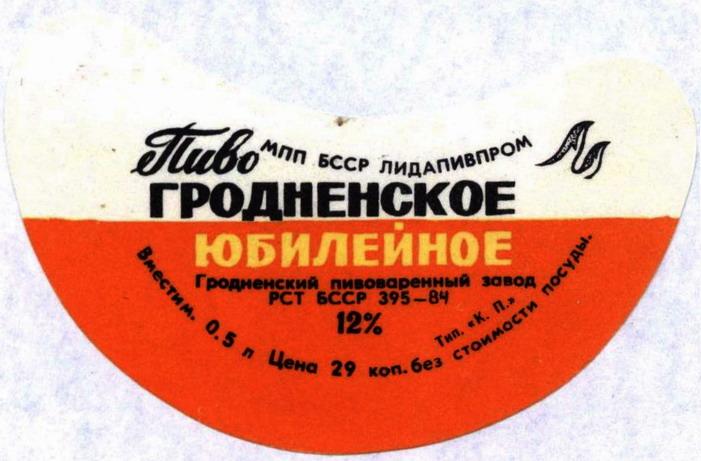 Пиво МПП БССР ЛИДАПИВПРОМ
ГРОДНЕНСКОЕ
ЮБИЛЕЙНОЕ
Гродненский пивоваренный завод
РСТ БССР 395-84
12%
Тип. «К. П.»
Вместим. 0.5 л Цена 29 коп. без стоимости посуды.